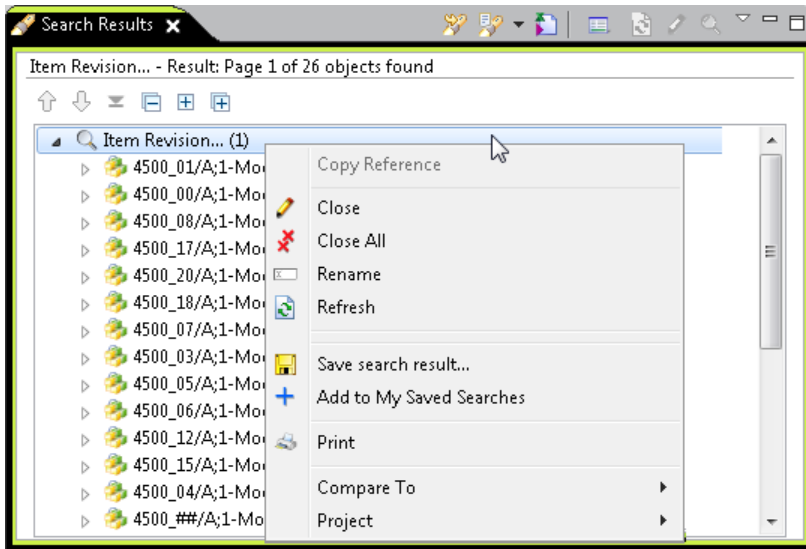 Search Results
Item Revision... - Result: Page 1 of 26 objects found
Item Revision... (1)
4500_01/A;1-Mo
Copy Reference
4500_00/A;1-Mo
4500_08/A;1-Mo
Close
4500_17/A;1-Mo
Close All
4500_20/A;1-Mo
Rename
4500_18/A;1-Mo
Refresh
4500_07/A;1-Mo
4500_03/A;1-Mo
Save search result...
4500_05/A;1-Mo
Add to My Saved Searches
4500_06/A;1-Mo
4500_12/A;1-Mo
Print
4500_15/A;1-Mo
4500_04/A;1-Mo
Compare To
4500_##/A;1-Mo
Project